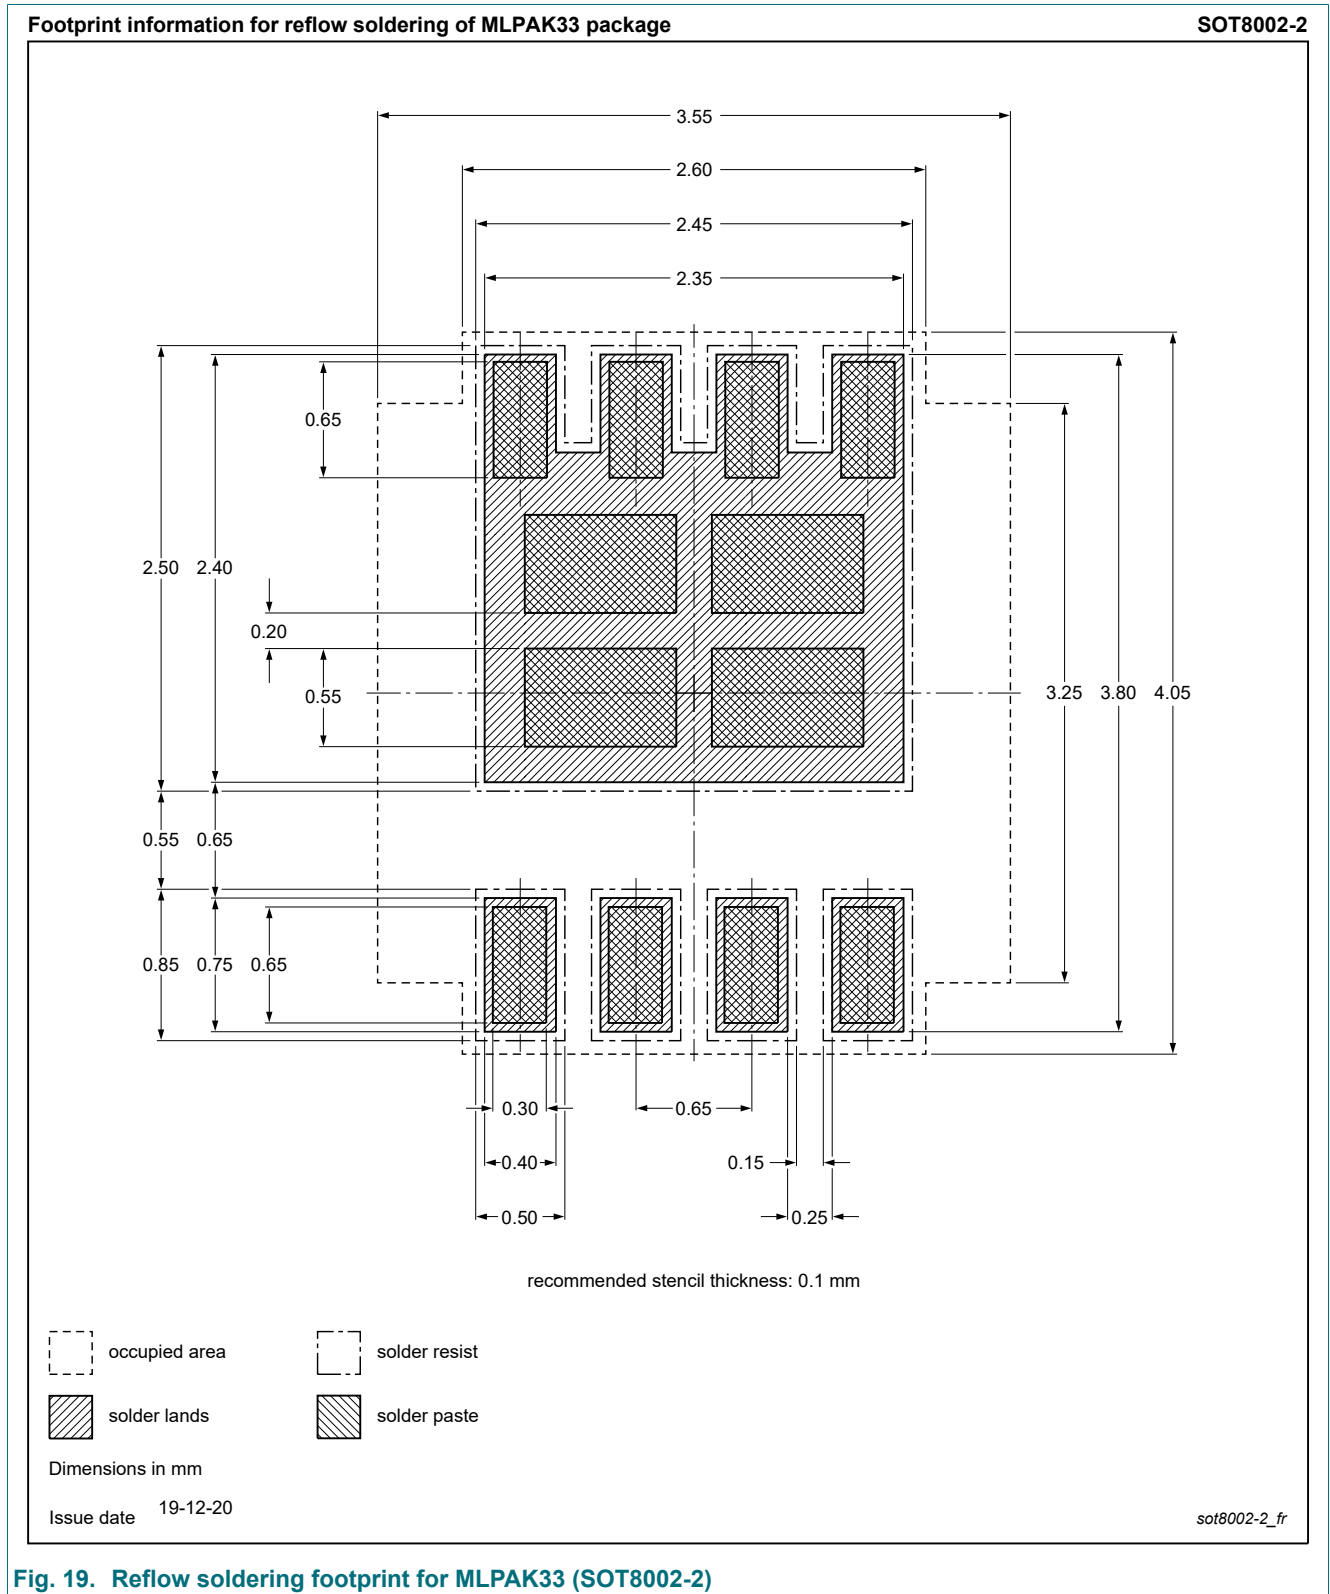 Footprint information for reflow soldering of MLPAK33 package SOT8002-2
3.55
2.60
2.45
2.35
0.65
2.50 2.40
0.20
0.55
3.25 3.80 4.05
0.55 0.65
0.85 0.75 0.65
0.30 0.65
0.40 0.15
0.50 0.25
recommended stencil thickness: 0.1 mm
occupied area solder resist
solder lands solder paste
Dimensions in mm
Issue date 19-12-20
sot8002-2_fr
Fig. 19. Reflow soldering footprint for MLPAK33 (SOT8002-2)